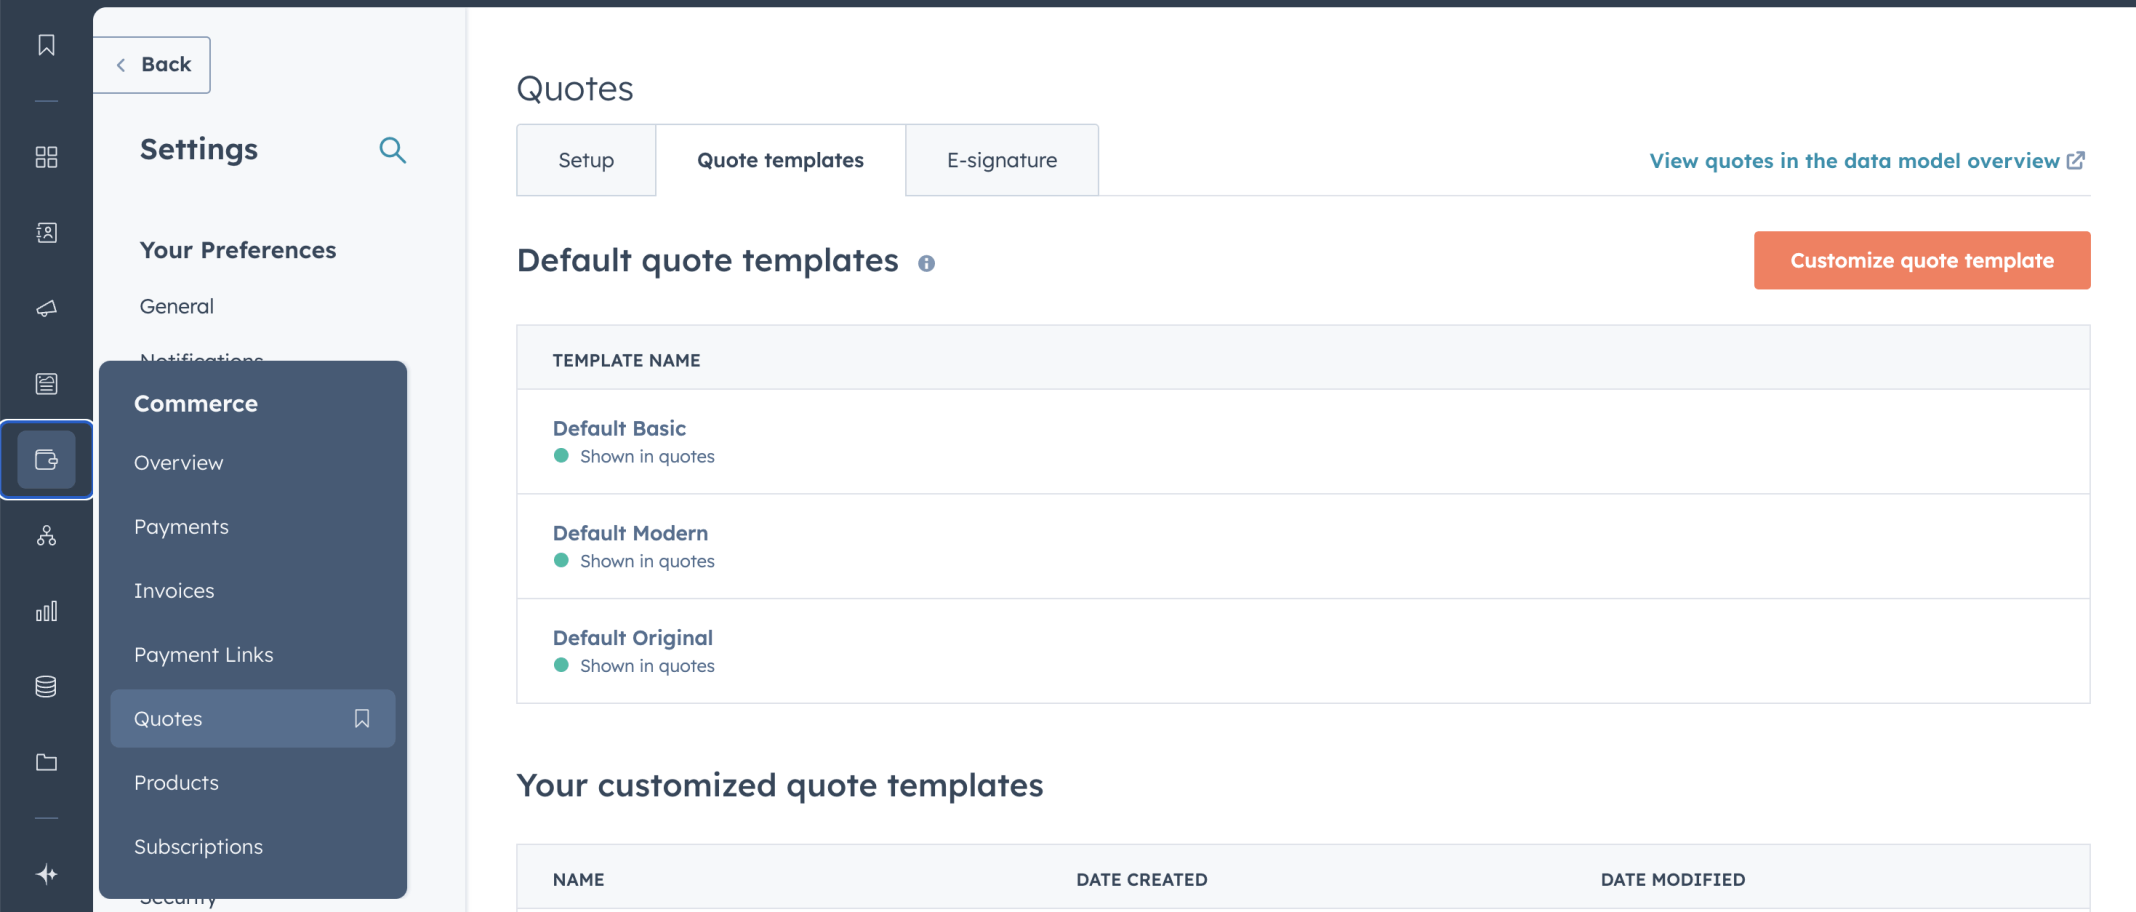 Back
Settings
Your Preferences
General
Notifications
Commerce
Overview
Payments
Invoices
Payment Links
Quotes
Products
Subscriptions
Security
Quotes
Setup
Quote templates
E-signature
View quotes in the data model overview
Default quote templates
Customize quote template
TEMPLATE NAME
Default Basic
Shown in quotes
Default Modern
Shown in quotes
Default Original
Shown in quotes
Your customized quote templates
NAME DATE CREATED DATE MODIFIED